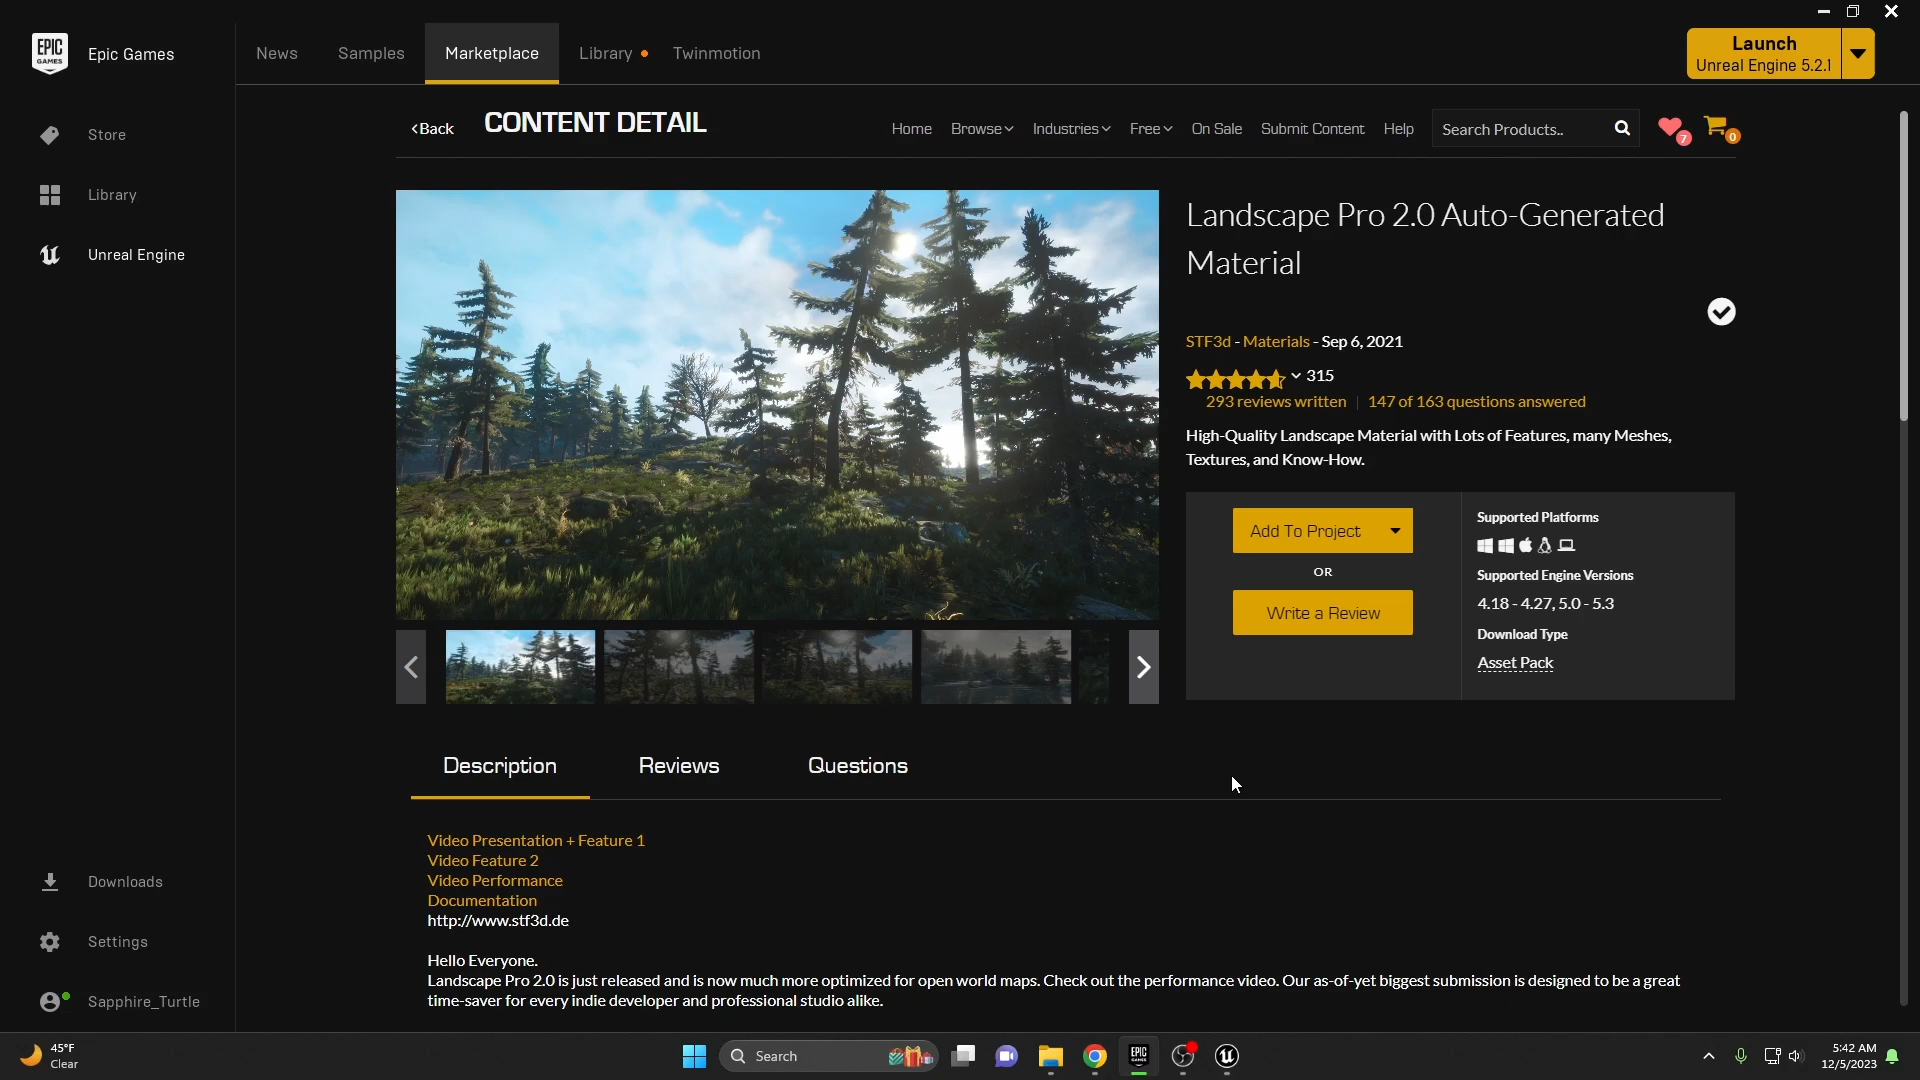 EPIC GAMES
Epic Games
News
Samples
Marketplace
Library
Twinmotion
Launch
Unreal Engine 5.2.1
Store
Library
Unreal Engine
Downloads
Settings
Sapphire_Turtle
<Back
CONTENT DETAIL
Home
Browse
Industries
Free
On Sale
Submit Content
Help
Search Products..
7
0
Landscape Pro 2.0 Auto-Generated
Material
STF3d - Materials - Sep 6, 2021
315
293 reviews written | 147 of 163 questions answered
High-Quality Landscape Material with Lots of Features, many Meshes,
Textures, and Know-How.
Add To Project
OR
Write a Review
Supported Platforms
Supported Engine Versions
4.18 - 4.27, 5.0 - 5.3
Download Type
Asset Pack
Description
Reviews
Questions
Video Presentation + Feature 1
Video Feature 2
Video Performance
Documentation
http://www.stf3d.de
Hello Everyone.
Landscape Pro 2.0 is just released and is now much more optimized for open world maps. Check out the performance video. Our as-of-yet biggest submission is designed to be a great
time-saver for every indie developer and professional studio alike.
45°F
Clear
Search
EPIC GAMES
5:42 AM
12/5/2023